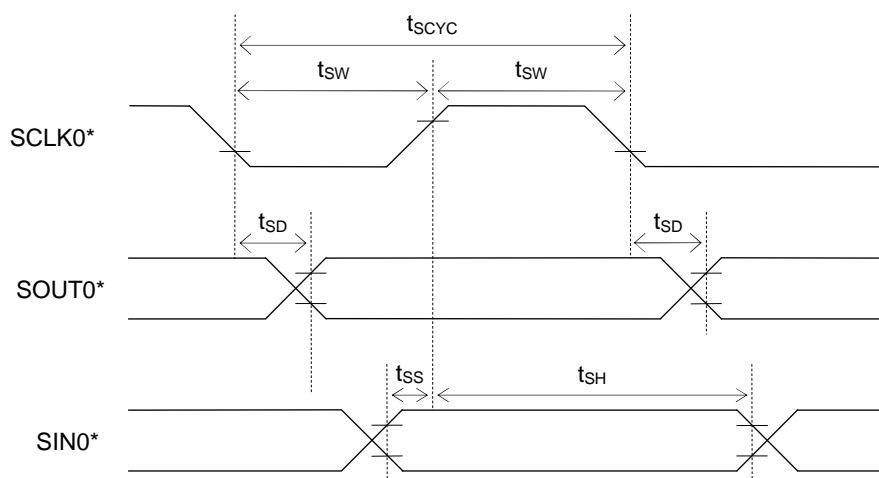 tSCYC
tSW tSW
SCLK0*
tSD tSD
SOUT0*
tSS tSH
SIN0*